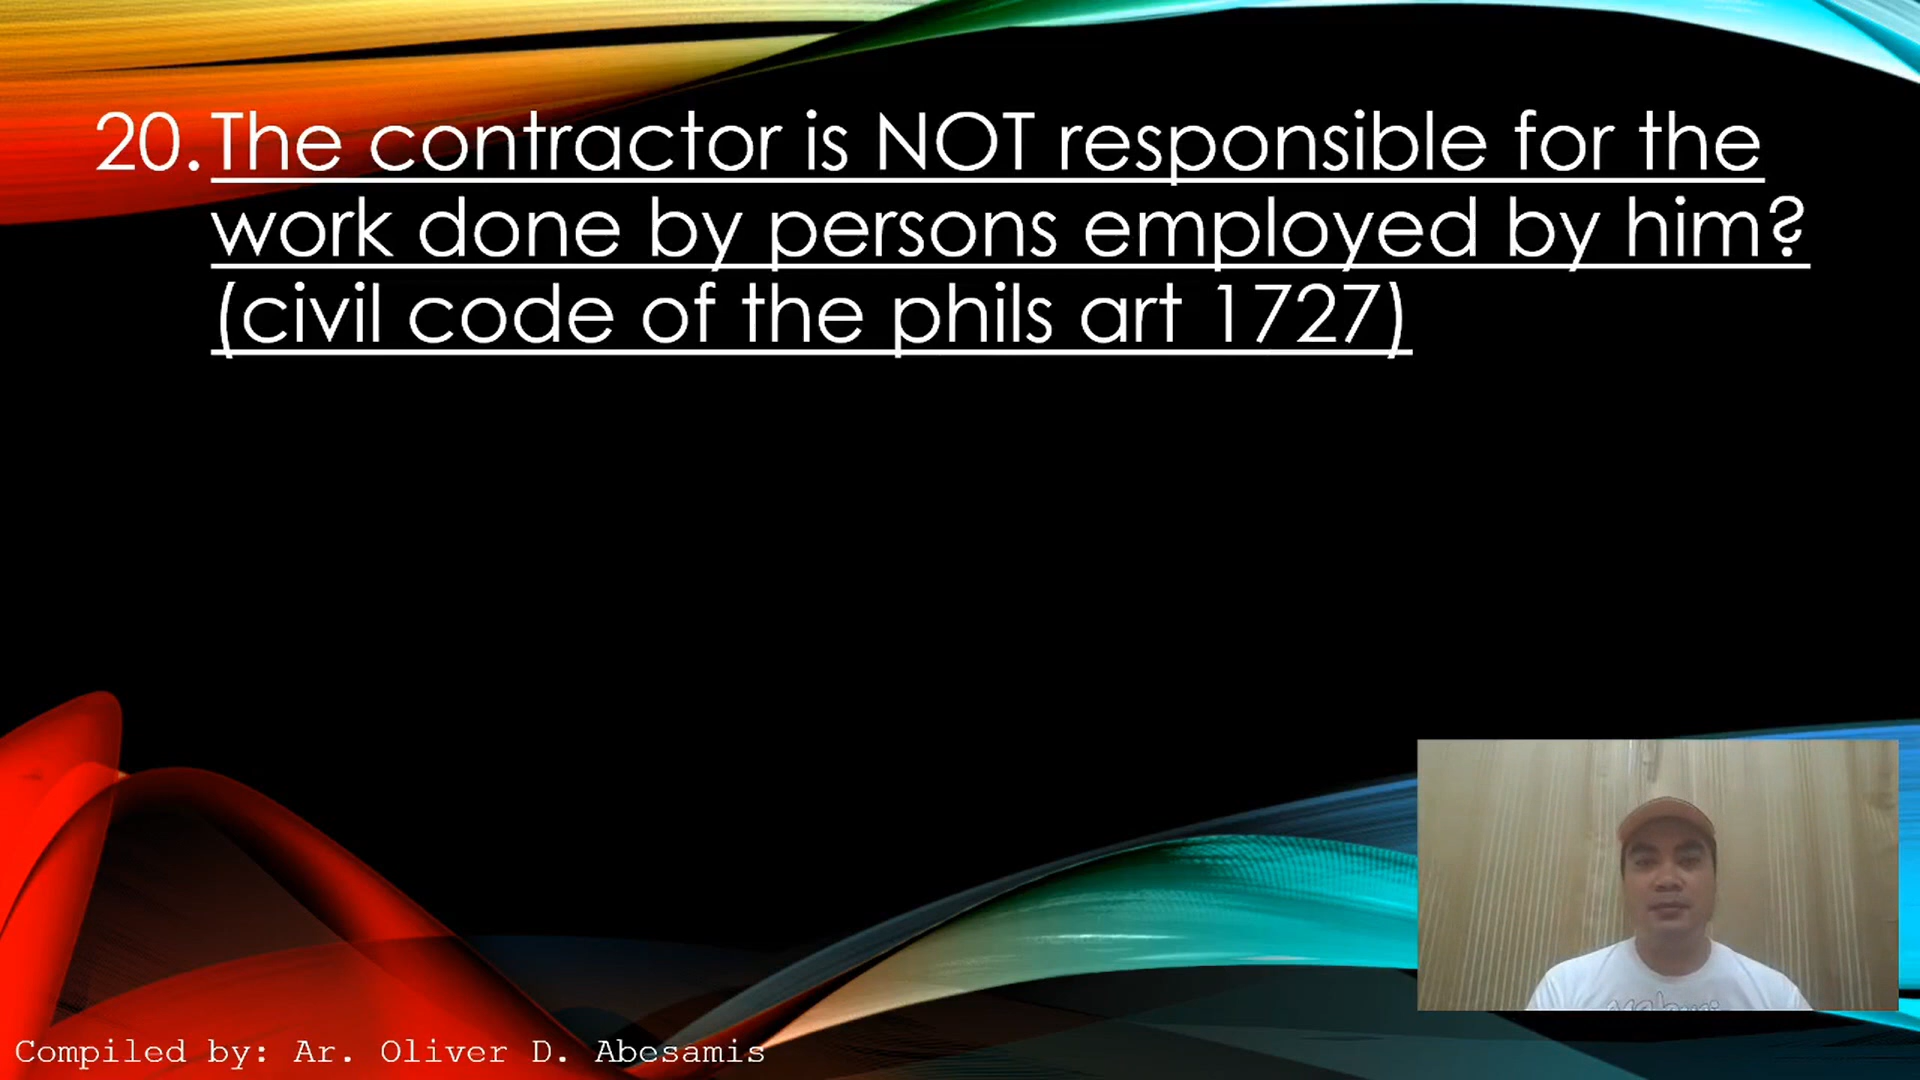 20. The contractor is NOT responsible for the
work done by persons employed by him?
(civil code of the phils art 1727)
Compiled by: Ar. Oliver D. Abesamis